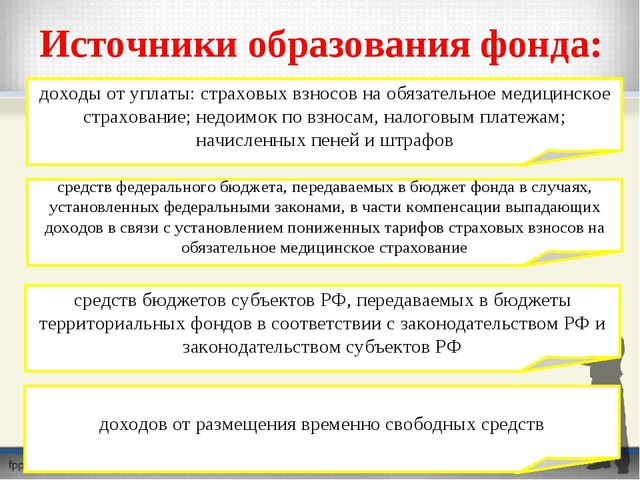 Источники образования фонда:
доходы от уплаты: страховых взносов на обязательное медицинское
страхование; недоимок по взносам, налоговым платежам;
начисленных пеней и штрафов
средств федерального бюджета, передаваемых в бюджет фонда в случаях,
установленных федеральными законами, в части компенсации выпадающих
доходов в связи с установлением пониженных тарифов страховых взносов на
обязательное медицинское страхование
средств бюджетов субъектов РФ, передаваемых в бюджеты
территориальных фондов в соответствии с законодательством РФ и
законодательством субъектов РФ
доходов от размещения временно свободных средств